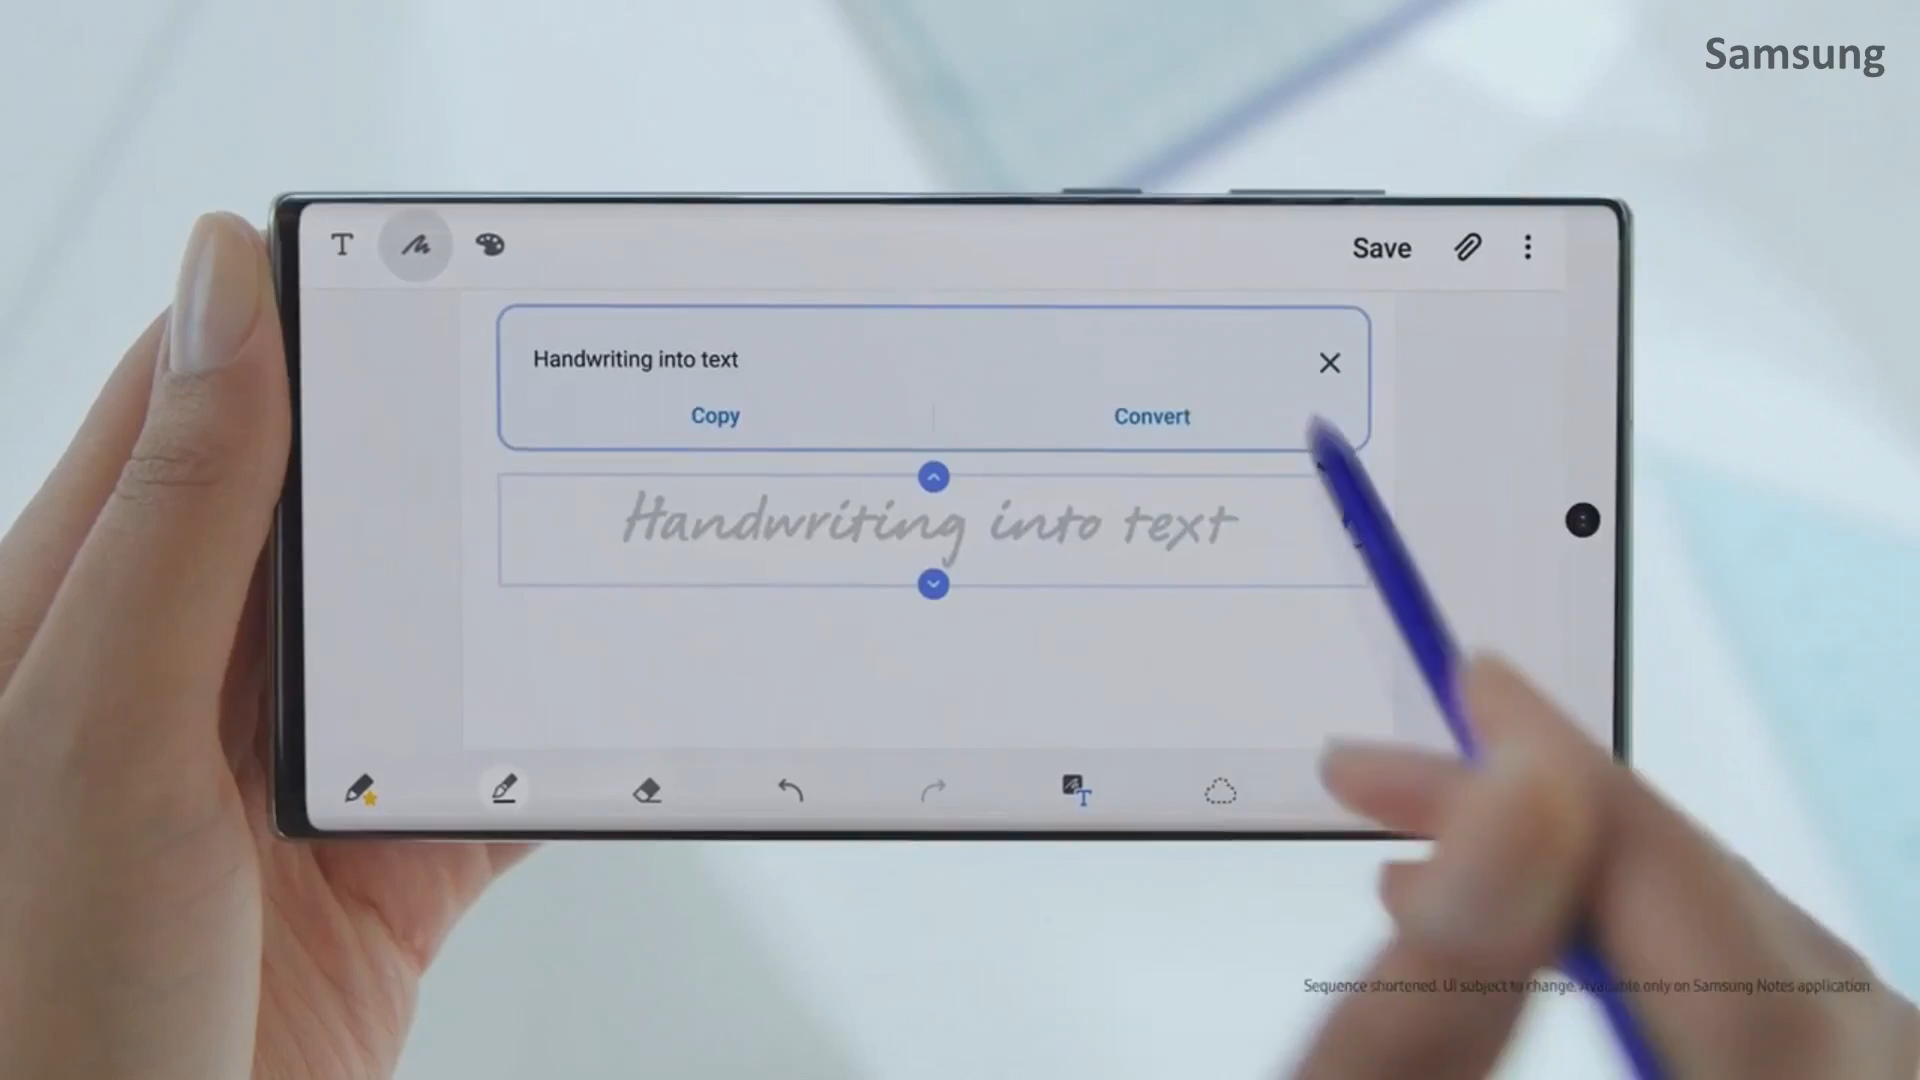 Samsung
T
Save
Handwriting into text
Copy
Convert
Handwriting into text
T
Sequence shortened. UI subject to change. Available only on Samsung Notes application.